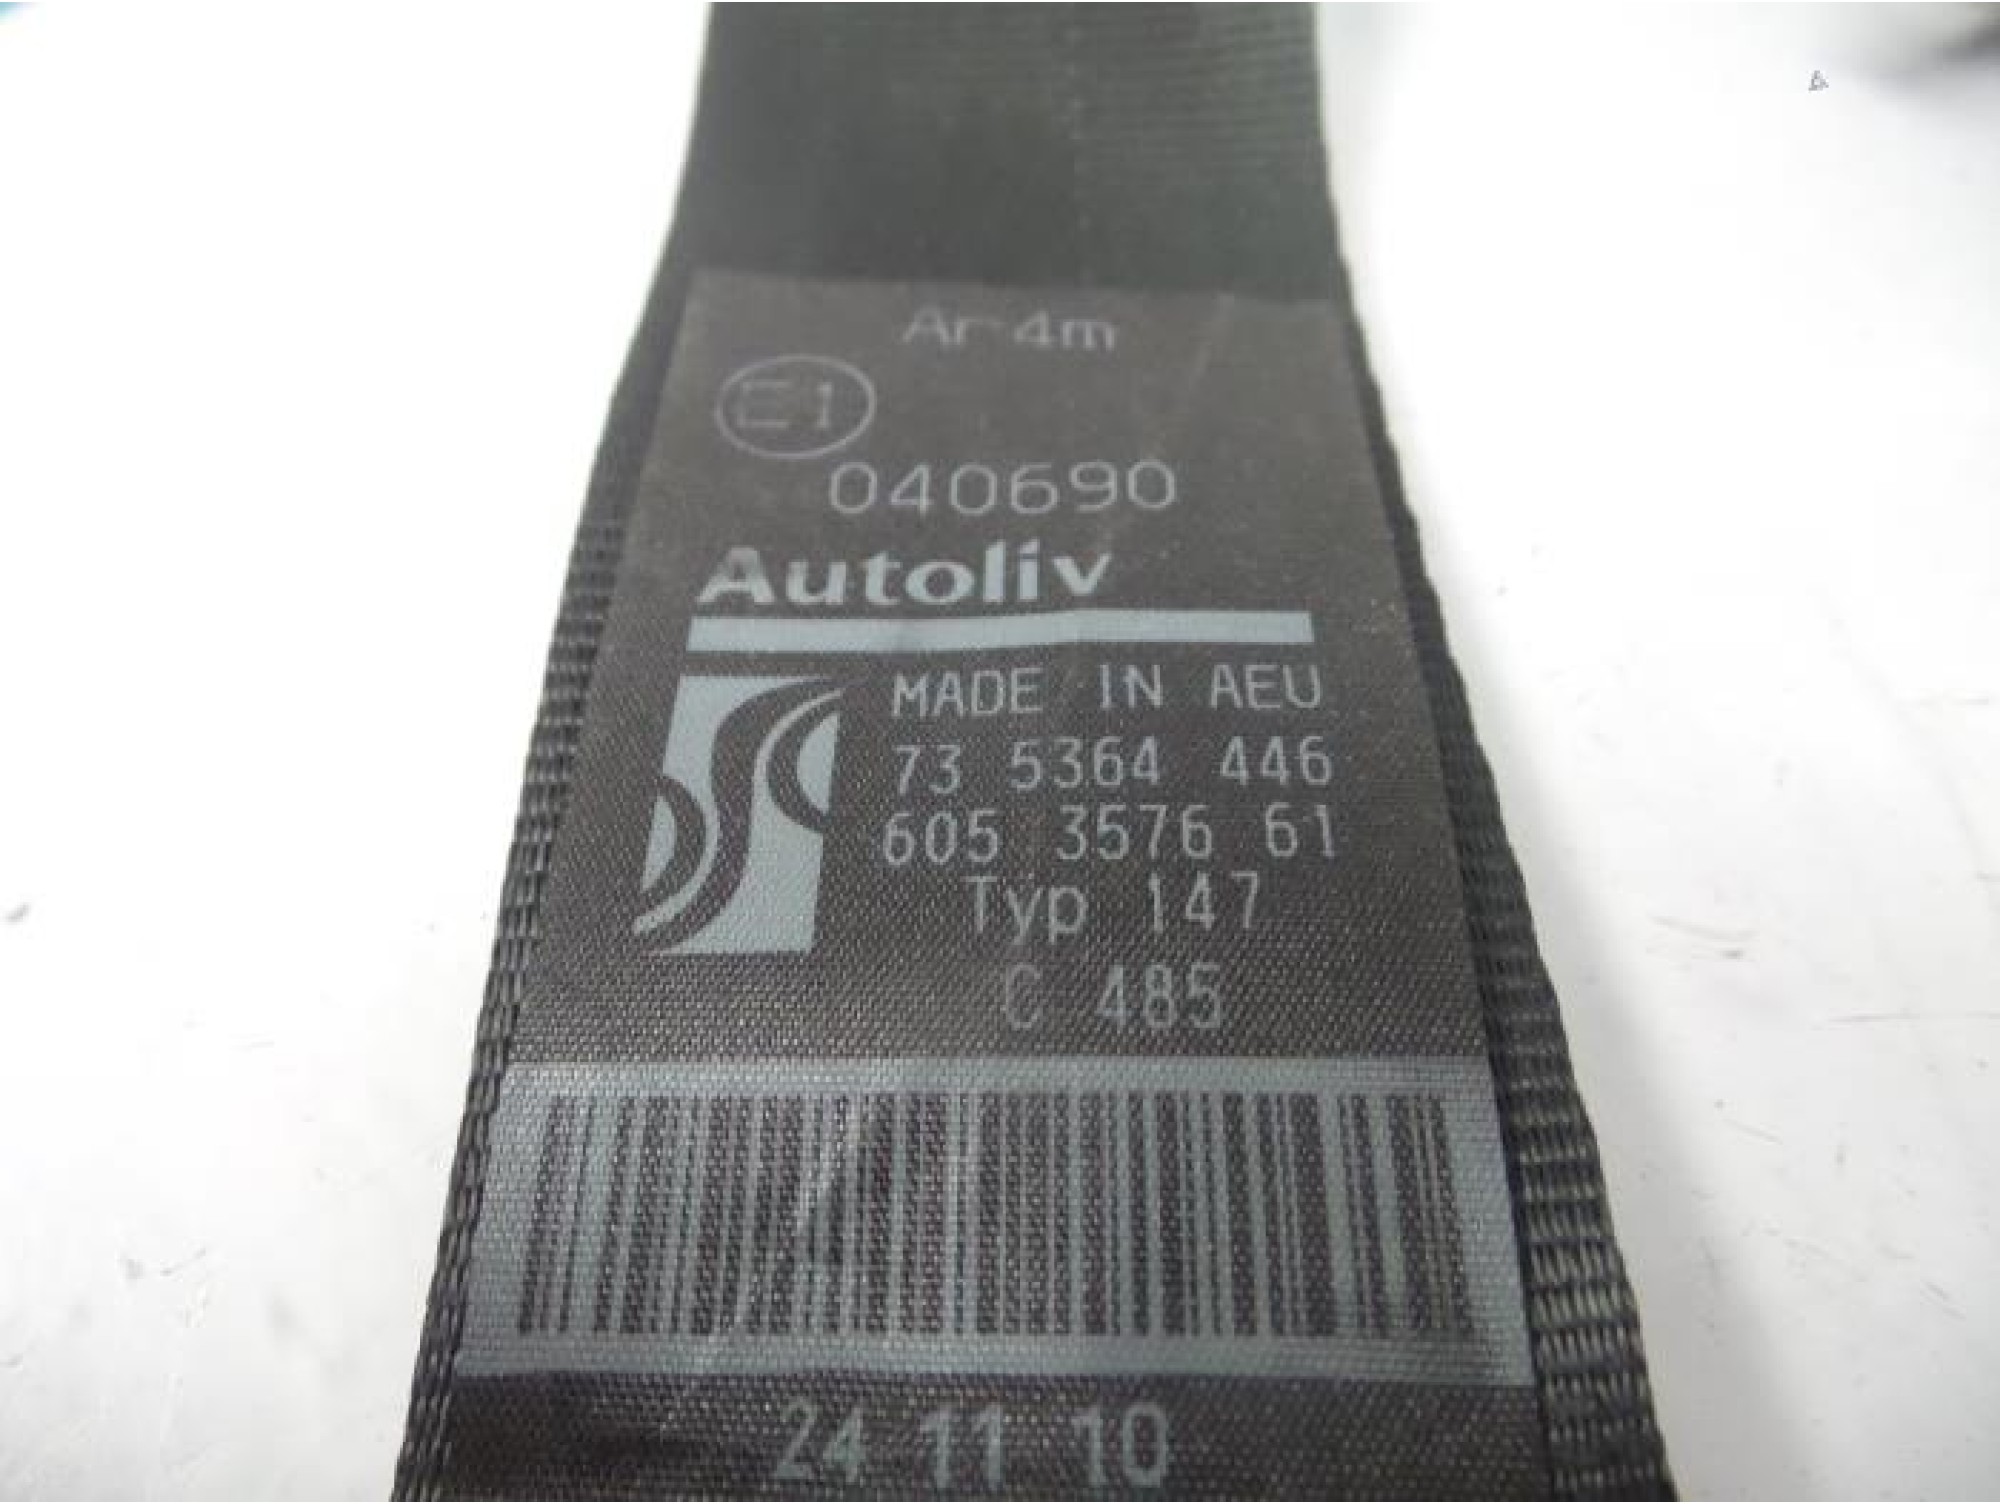 Ar-4m
E1
040690
Autoliv
MADE IN AEU
73 5364 446
605 3576 61
Typ 147
C 485
24 11 10